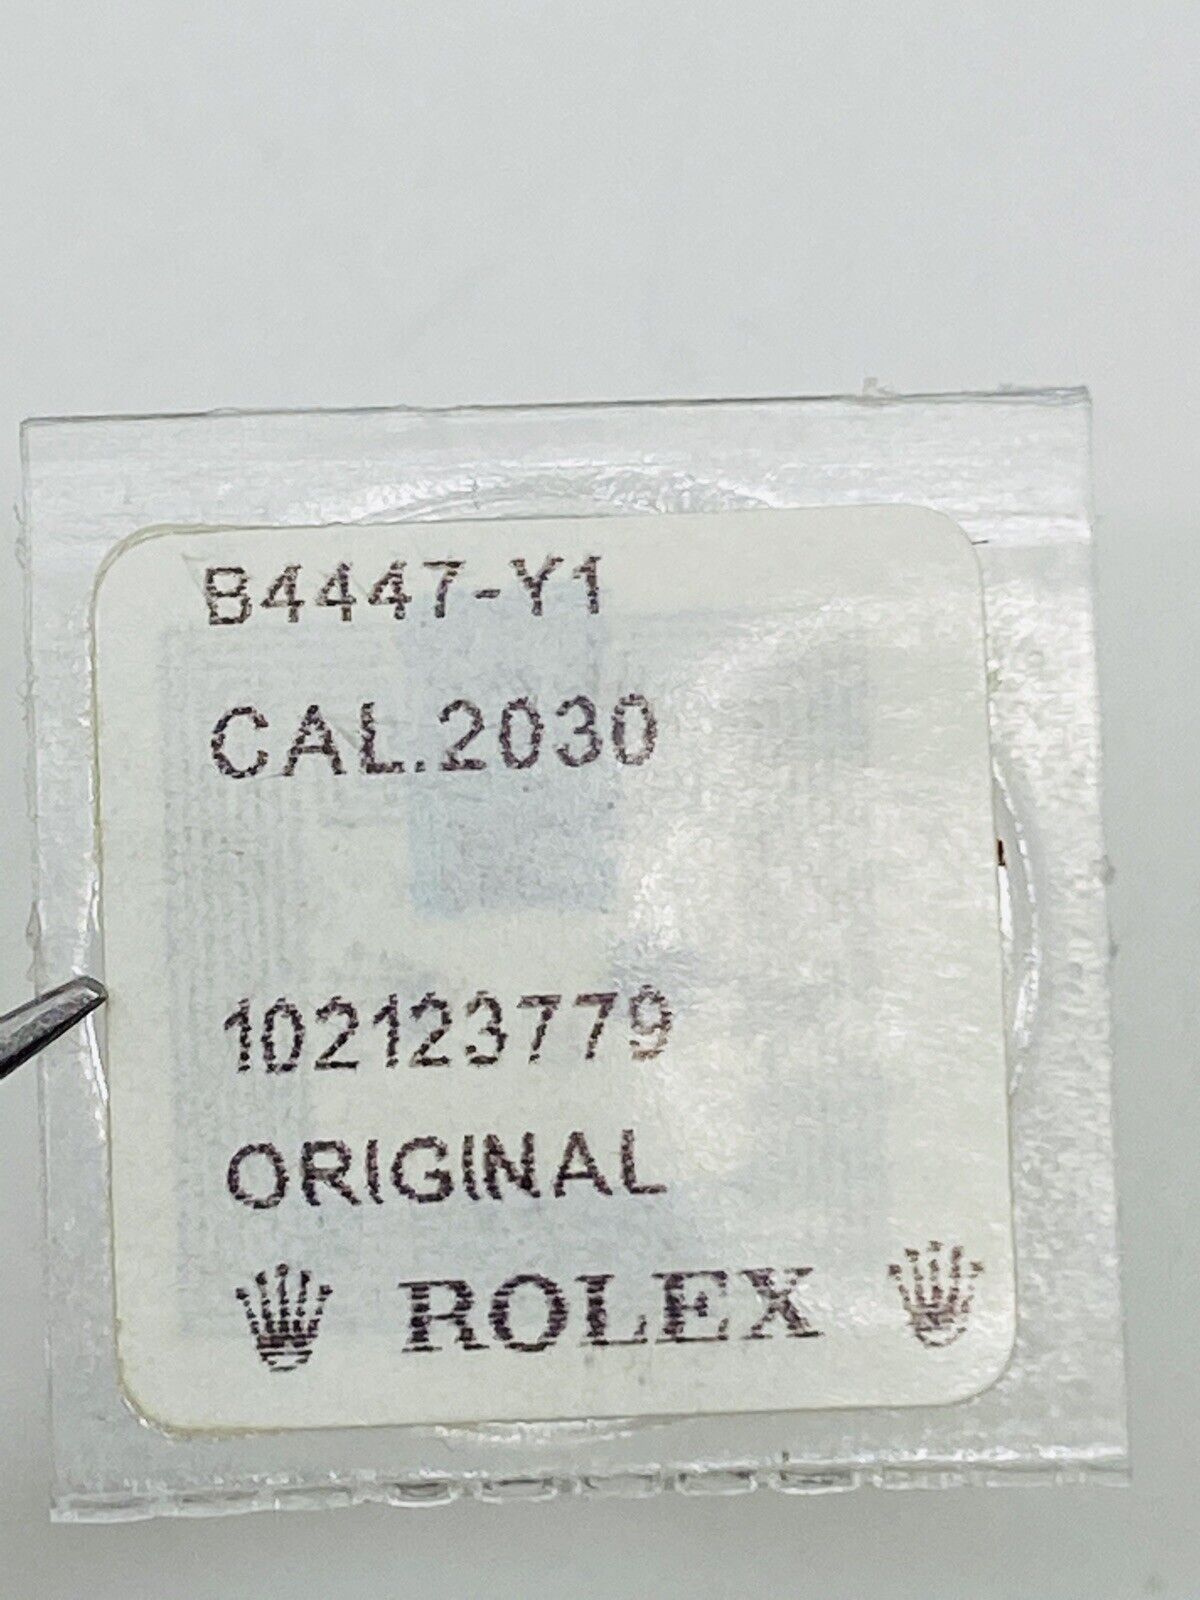 B4447-Y1
CAL.2030
102123779
ORIGINAL
ROLEX